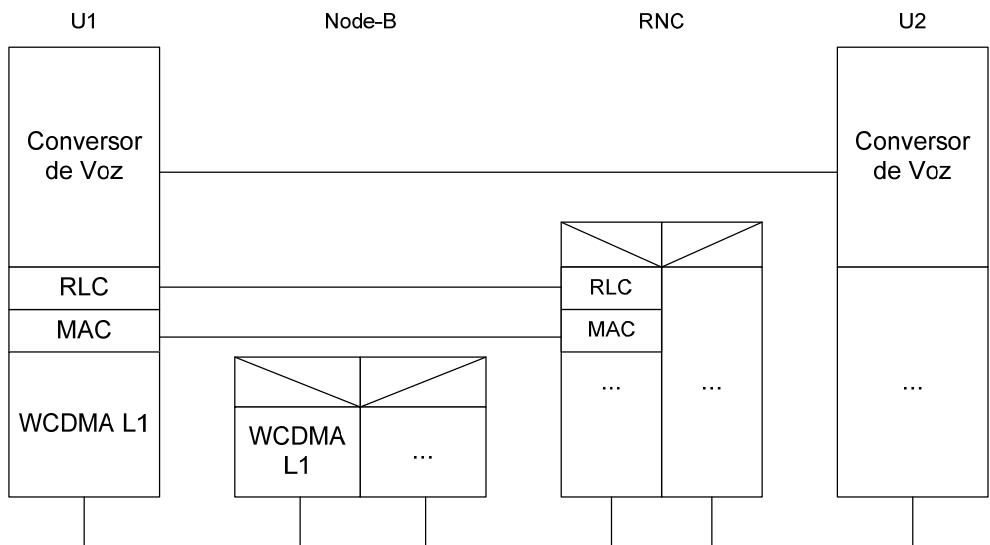 U1
Node-B
RNC
U2
Conversor
de Voz
Conversor
de Voz
RLC
RLC
MAC
MAC
...
...
...
WCDMA L1
WCDMA
L1
...